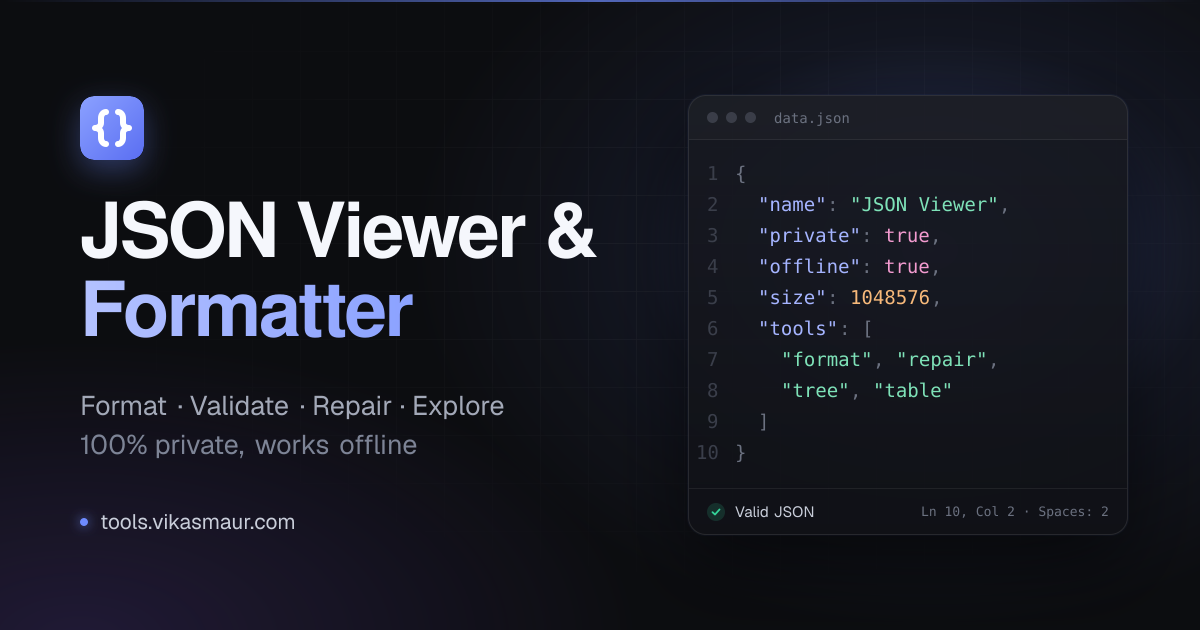 {}
JSON Viewer &
Formatter
Format · Validate · Repair · Explore
100% private, works offline
tools.vikasmaur.com
data.json
1 {
2   "name": "JSON Viewer",
3   "private": true,
4   "offline": true,
5   "size": 1048576,
6   "tools": [
7     "format", "repair",
8     "tree", "table"
9   ]
10 }
Valid JSON
Ln 10, Col 2 · Spaces: 2